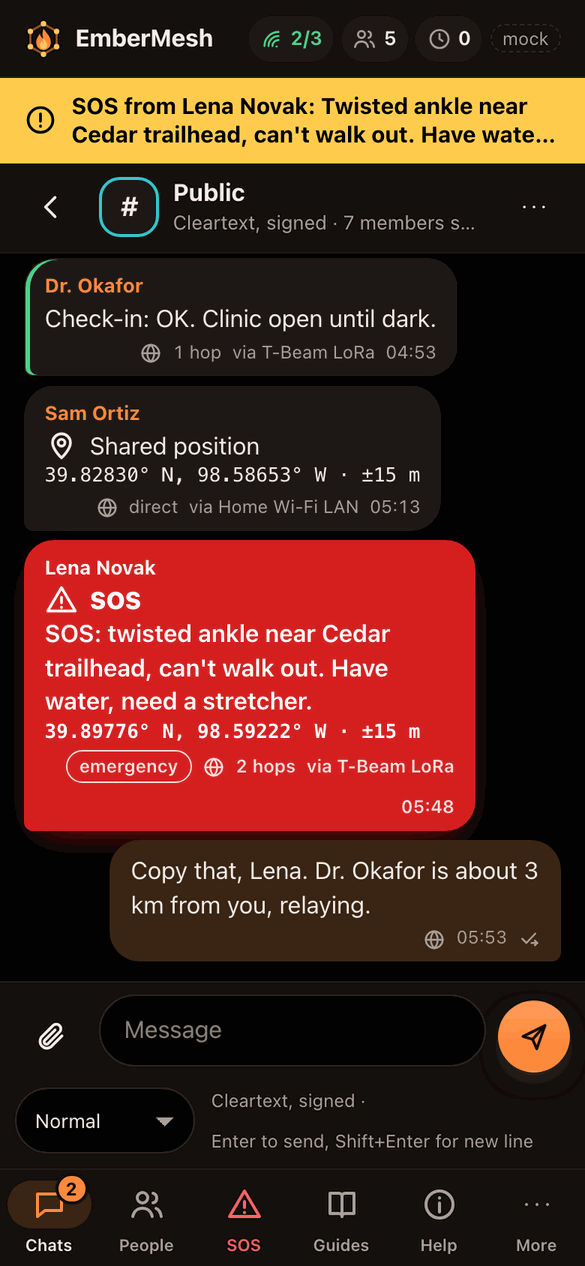 EmberMesh
2/3
5
0
mock
SOS from Lena Novak: Twisted ankle near
Cedar trailhead, can't walk out. Have wate...
#
Public
Cleartext, signed · 7 members s...
Dr. Okafor
Check-in: OK. Clinic open until dark.
1 hop via T-Beam LoRa 04:53
Sam Ortiz
Shared position
39.82830° N, 98.58653° W · ±15 m
direct via Home Wi-Fi LAN 05:13
Lena Novak
SOS
SOS: twisted ankle near Cedar
trailhead, can't walk out. Have
water, need a stretcher.
39.89776° N, 98.59222° W · ±15 m
emergency 2 hops via T-Beam LoRa
05:48
Copy that, Lena. Dr. Okafor is about 3
km from you, relaying.
05:53
Message
Normal
Cleartext, signed ·
Enter to send, Shift+Enter for new line
2
Chats
People
SOS
Guides
Help
More